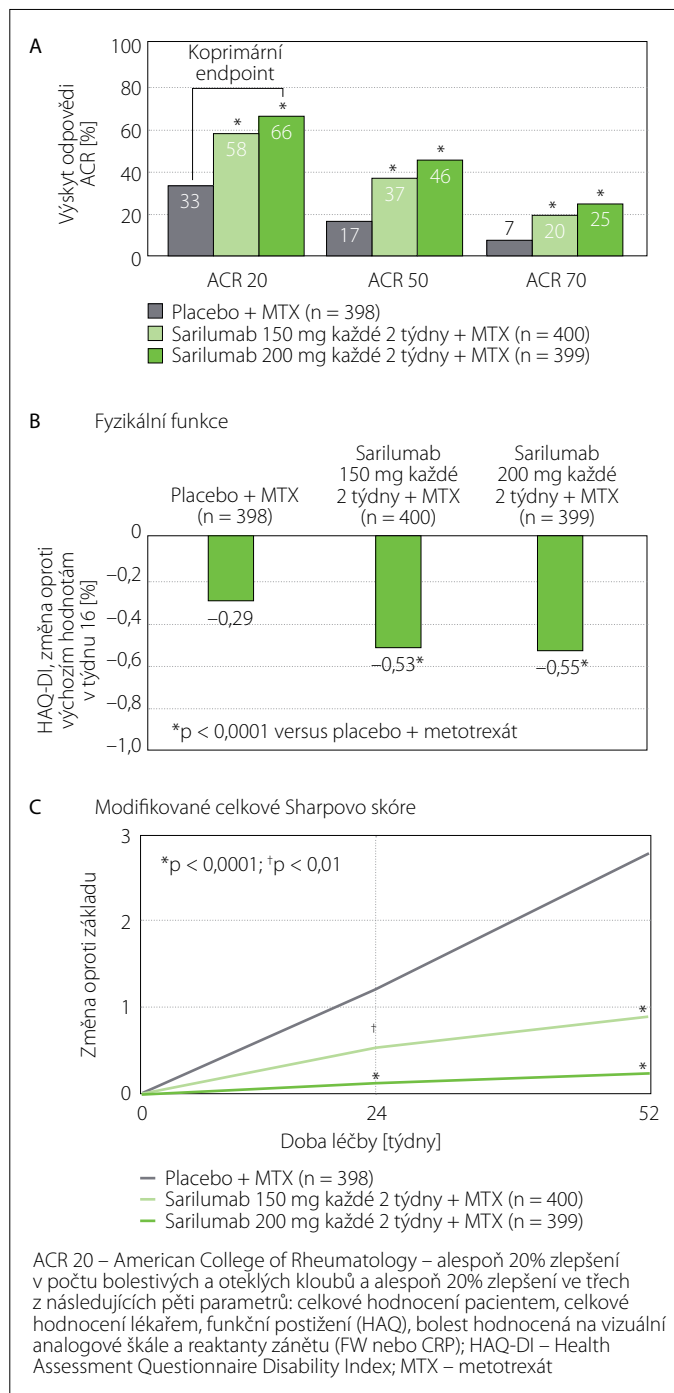 A
Koprimární
endpoint
Výskyt odpovědi
ACR [%]
100
80
60
40
20
0
33
*
58
*
66
17
*
37
*
46
7
*
20
*
25
ACR 20 ACR 50 ACR 70
Placebo + MTX (n = 398)
Sarilumab 150 mg každé 2 týdny + MTX (n = 400)
Sarilumab 200 mg každé 2 týdny + MTX (n = 399)
B Fyzikální funkce
Placebo + MTX
(n = 398)
Sarilumab
150 mg každé
2 týdny + MTX
(n = 400)
Sarilumab
200 mg každé
2 týdny + MTX
(n = 399)
HAQ-DI, změna oproti
výchozím hodnotám
v týdnu 16 [%]
0
–0,2
–0,4
–0,6
–0,8
–1,0
–0,29
–0,53*
–0,55*
*p < 0,0001 versus placebo + metotrexát
C Modifikované celkové Sharpovo skóre
Změna oproti základu
3
2
1
0
*p < 0,0001; †p < 0,01
†
*
*
*
0 24 52
Doba léčby [týdny]
Placebo + MTX (n = 398)
Sarilumab 150 mg každé 2 týdny + MTX (n = 400)
Sarilumab 200 mg každé 2 týdny + MTX (n = 399)
ACR 20 – American College of Rheumatology – alespoň 20% zlepšení
v počtu bolestivých a oteklých kloubů a alespoň 20% zlepšení ve třech
z následujících pěti parametrů: celkové hodnocení pacientem, celkové
hodnocení lékařem, funkční postižení (HAQ), bolest hodnocená na vizuální
analogové škále a reaktanty zánětu (FW nebo CRP); HAQ-DI – Health
Assessment Questionnaire Disability Index; MTX – metotrexát